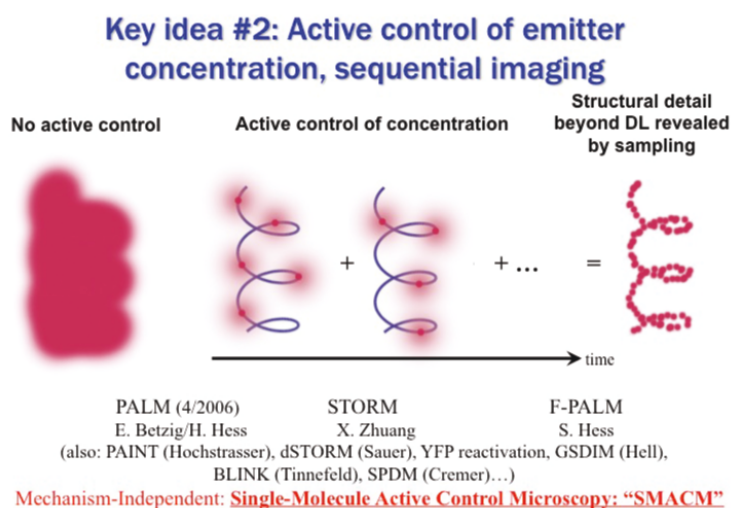 Key idea #2: Active control of emitter
concentration, sequential imaging
No active control
Active control of concentration
Structural detail
beyond DL revealed
by sampling
+
+ ...
=
time
PALM (4/2006)
STORM
F-PALM
E. Betzig/H. Hess
X. Zhuang
S. Hess
(also: PAINT (Hochstrasser), dSTORM (Sauer), YFP reactivation, GSDIM (Hell),
BLINK (Tinnefeld), SPDM (Cremer)…)
Mechanism-Independent: Single-Molecule Active Control Microscopy: “SMACM”